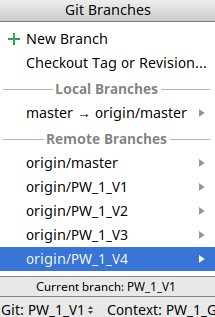 Git Branches
New Branch
Checkout Tag or Revision...
Local Branches
master → origin/master
Remote Branches
origin/master
origin/PW_1_V1
origin/PW_1_V2
origin/PW_1_V3
origin/PW_1_V4
Current branch: PW_1_V1
Git: PW_1_V1 Context: PW_1_G